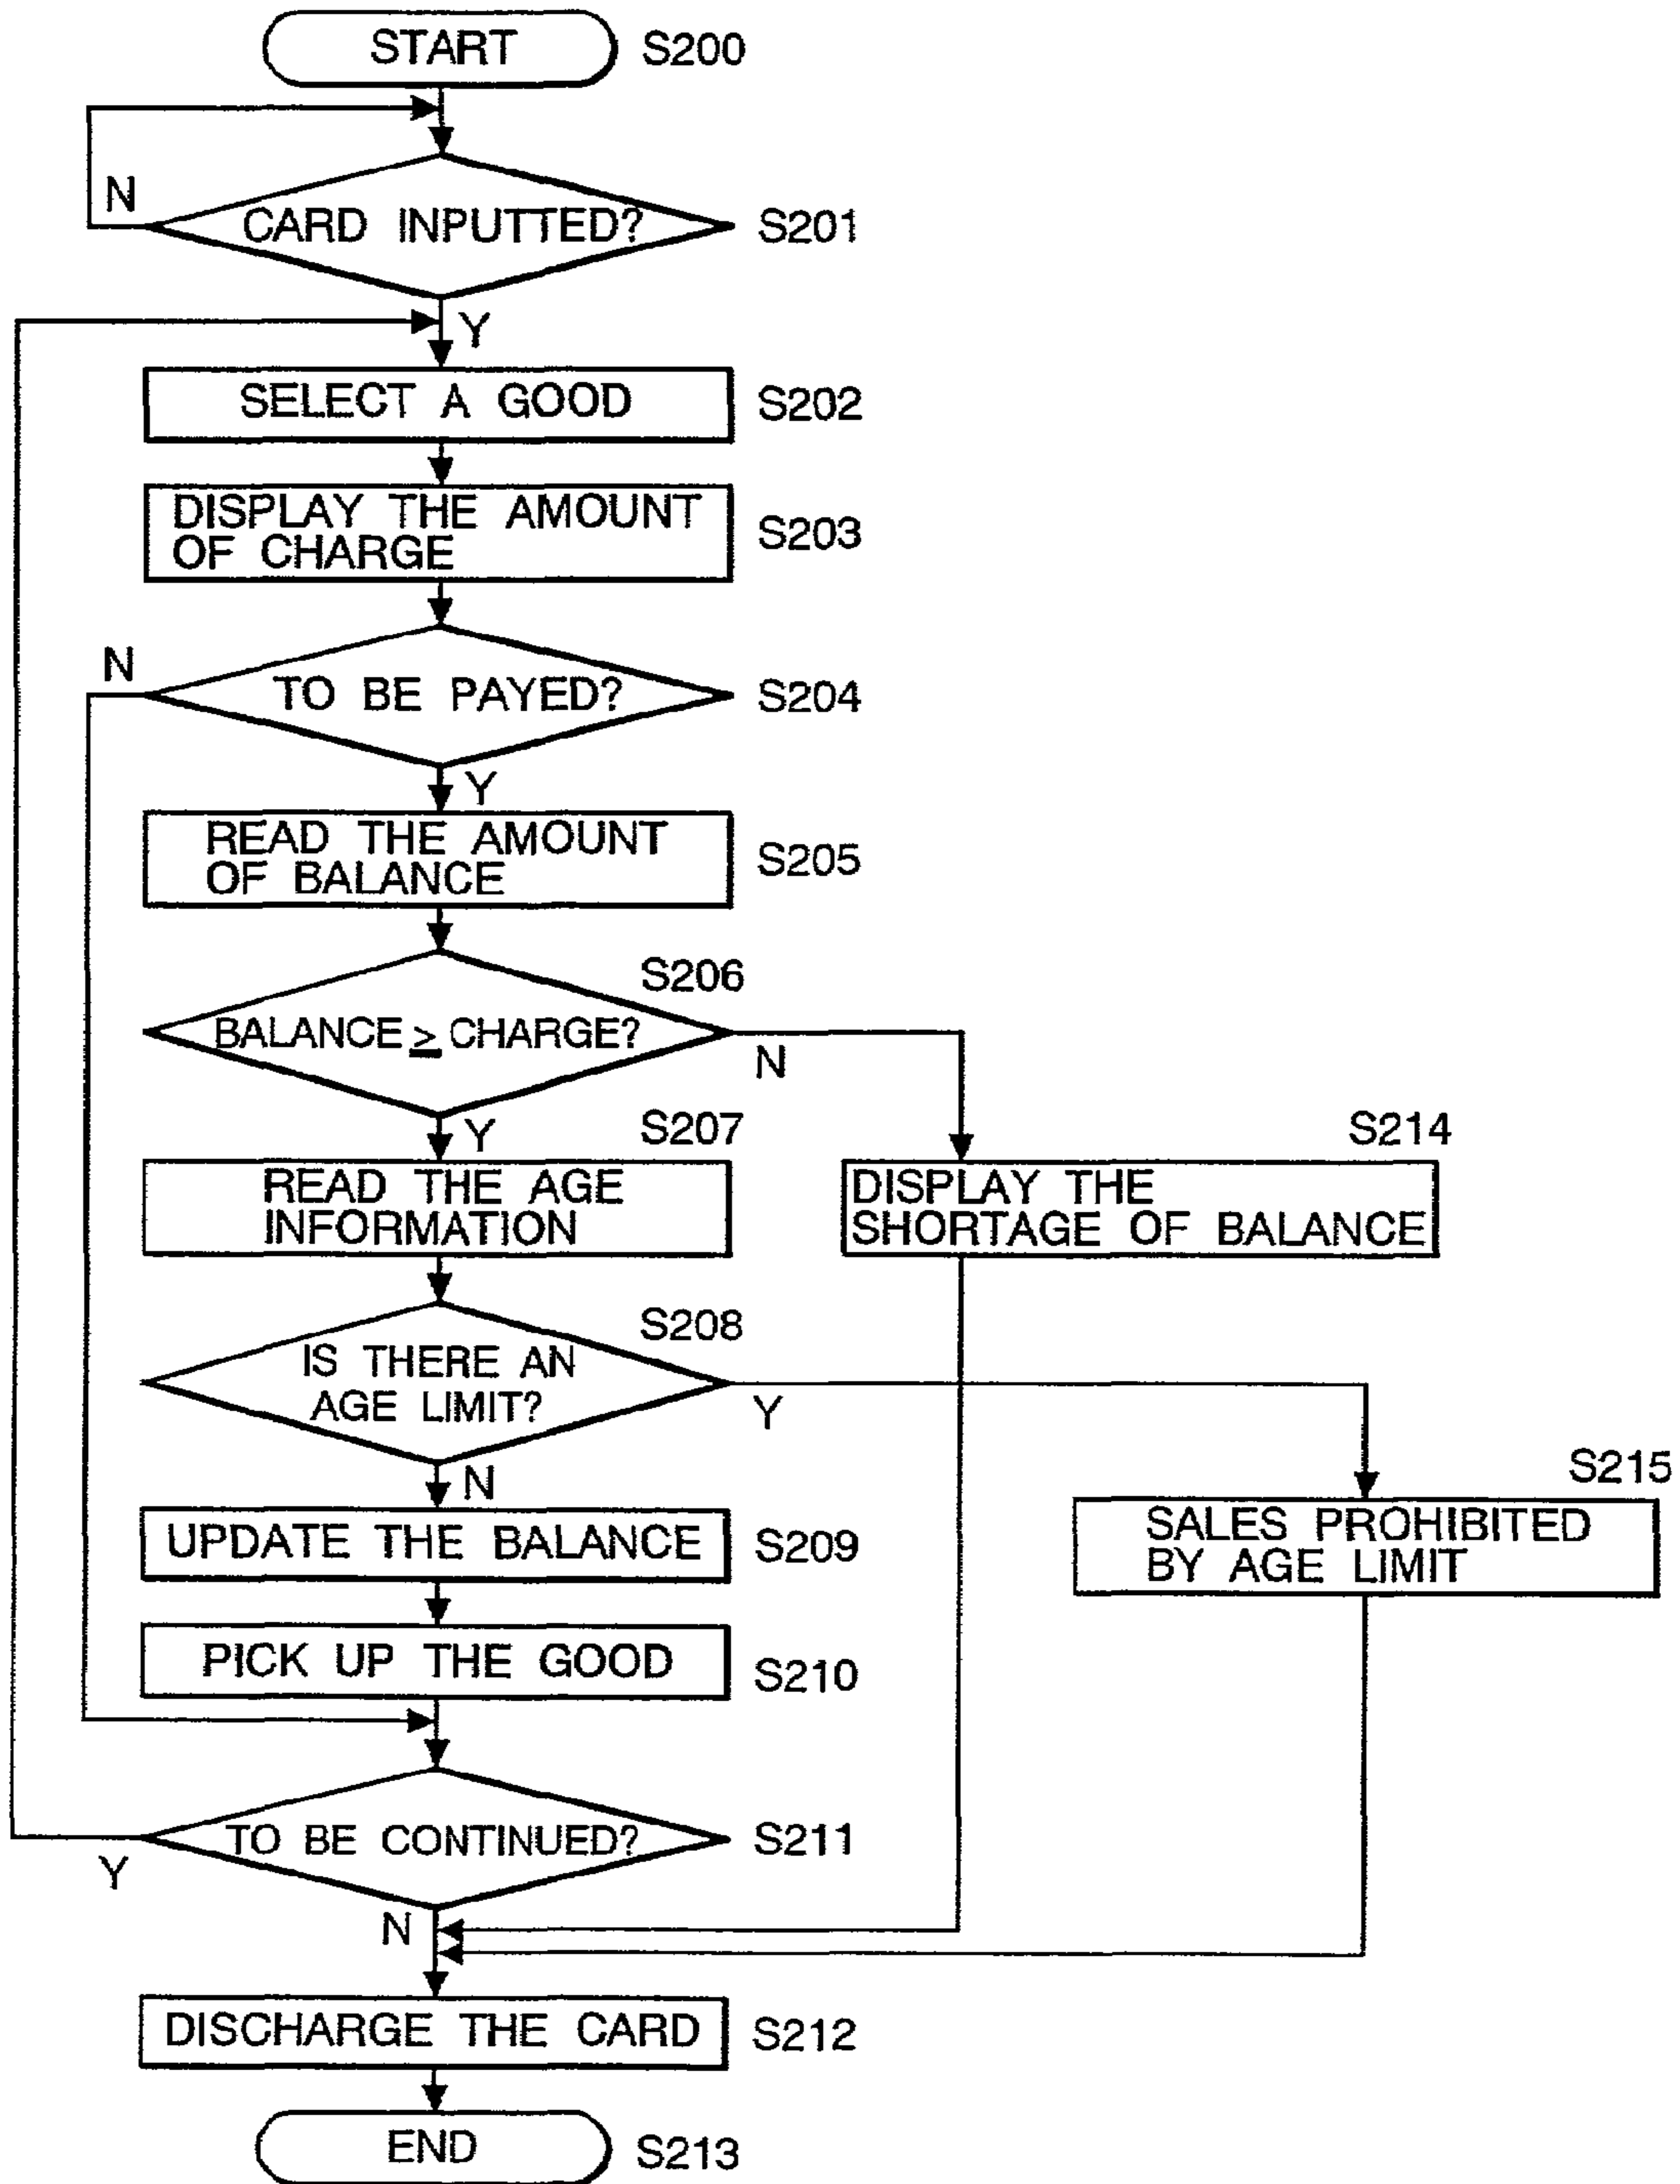 START S200
N
CARD INPUTTED? S201
Y
SELECT A GOOD S202
DISPLAY THE AMOUNT
OF CHARGE
S203
N
TO BE PAYED? S204
Y
READ THE AMOUNT
OF BALANCE
S205
S206
BALANCE ≥ CHARGE?
N
Y
S207
READ THE AGE
INFORMATION
S214
DISPLAY THE
SHORTAGE OF BALANCE
S208
IS THERE AN
AGE LIMIT?
Y
N
S215
SALES PROHIBITED
BY AGE LIMIT
UPDATE THE BALANCE S209
PICK UP THE GOOD S210
TO BE CONTINUED? S211
Y
N
DISCHARGE THE CARD S212
END S213